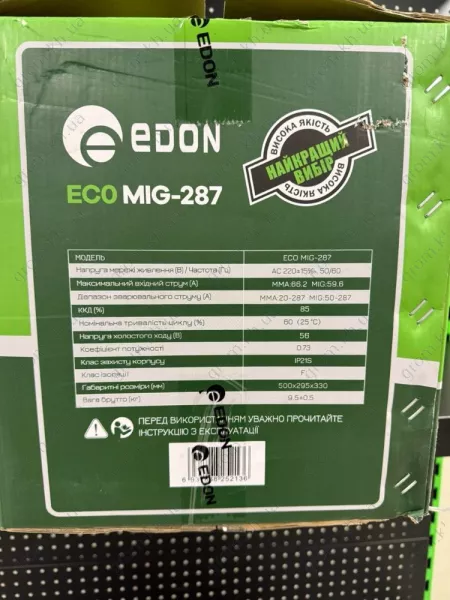 EDON
EDON
ВИСОКА ЯКІСТЬ
НАЙКРАЩИЙ
ВИБІР
ВИСОКА ЯКІСТЬ
ECO MIG-287
МОДЕЛЬ ECO MIG-287
Напруга мережі живлення (В) / Частота (Гц) AC 220±15%, 50/60
Максимальний вхідний струм (А) MMA:66.2 MIG:59.6
Діапазон зварювального струму (А) MMA:20-287 MIG:50-287
ККД (%) 85
Номінальна тривалість циклу (%) 60 (25°C)
Напруга холостого ходу (В) 56
Коефіцієнт потужності 0.73
Клас захисту корпусу IP21S
Клас ізоляції F
Габаритні розміри (мм) 500x295x330
Вага брутто (кг) 9.5±0.5
ПЕРЕД ВИКОРИСТАННЯМ УВАЖНО ПРОЧИТАЙТЕ
ІНСТРУКЦІЮ З ЕКСПЛУАТАЦІЇ
EDON
EDON